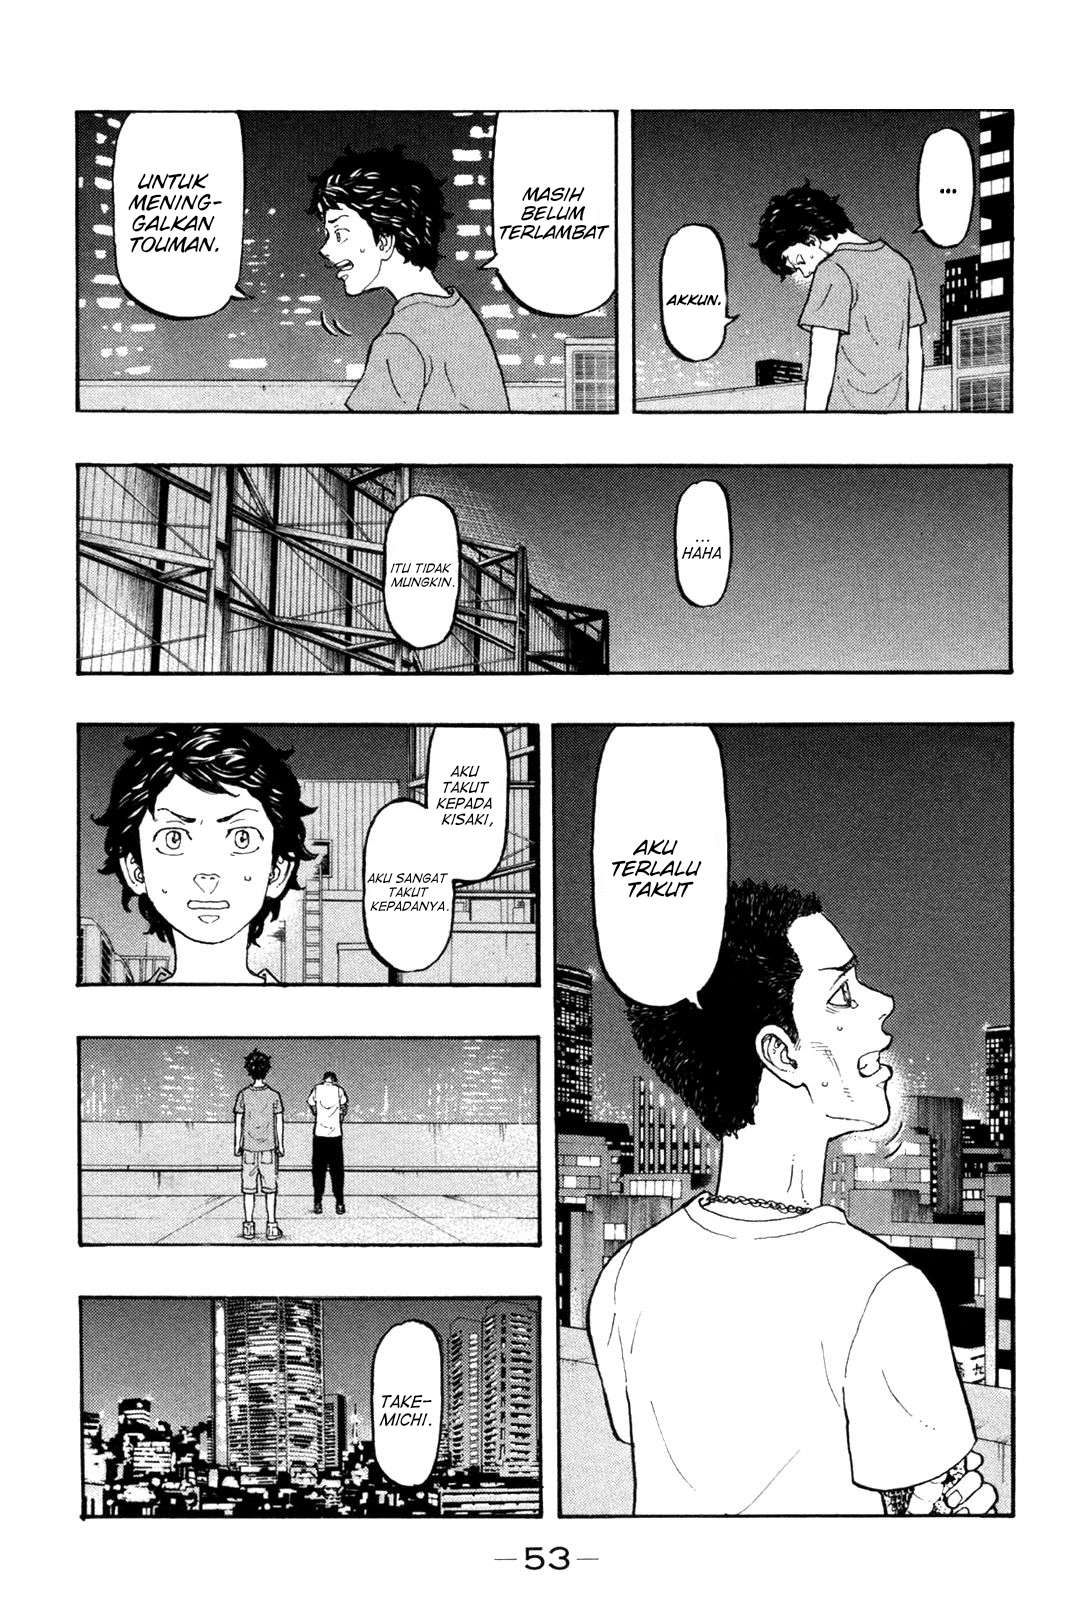 ...
AKKUN.
MASIH
BELUM
TERLAMBAT
UNTUK
MENING-
GALKAN
TOUMAN.
...
HAHA
ITU TIDAK
MUNGKIN.
AKU
TERLALU
TAKUT
AKU
TAKUT
KEPADA
KISAKI,
AKU SANGAT
TAKUT
KEPADANYA.
TAKE-
MICHI.
—53—